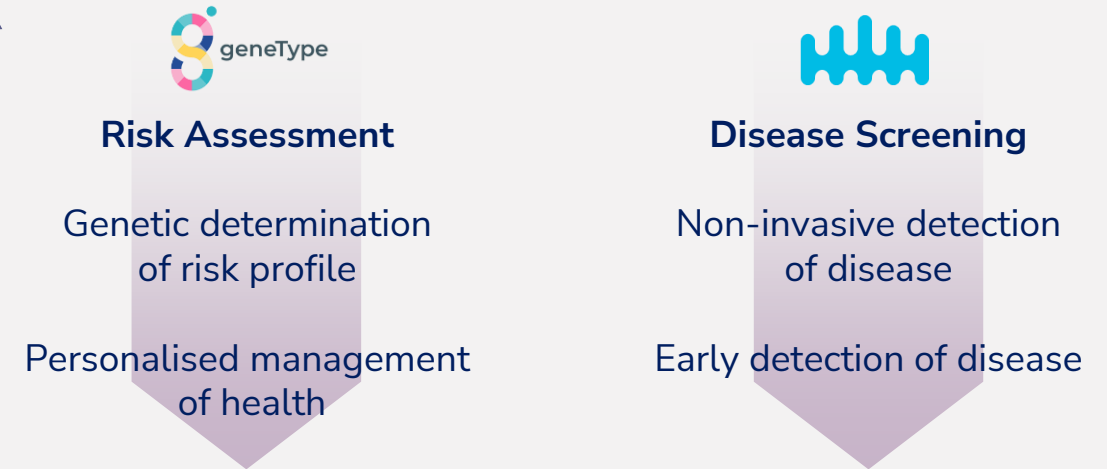 geneType
Risk Assessment
Genetic determination
of risk profile
Personalised management
of health
Disease Screening
Non-invasive detection
of disease
Early detection of disease